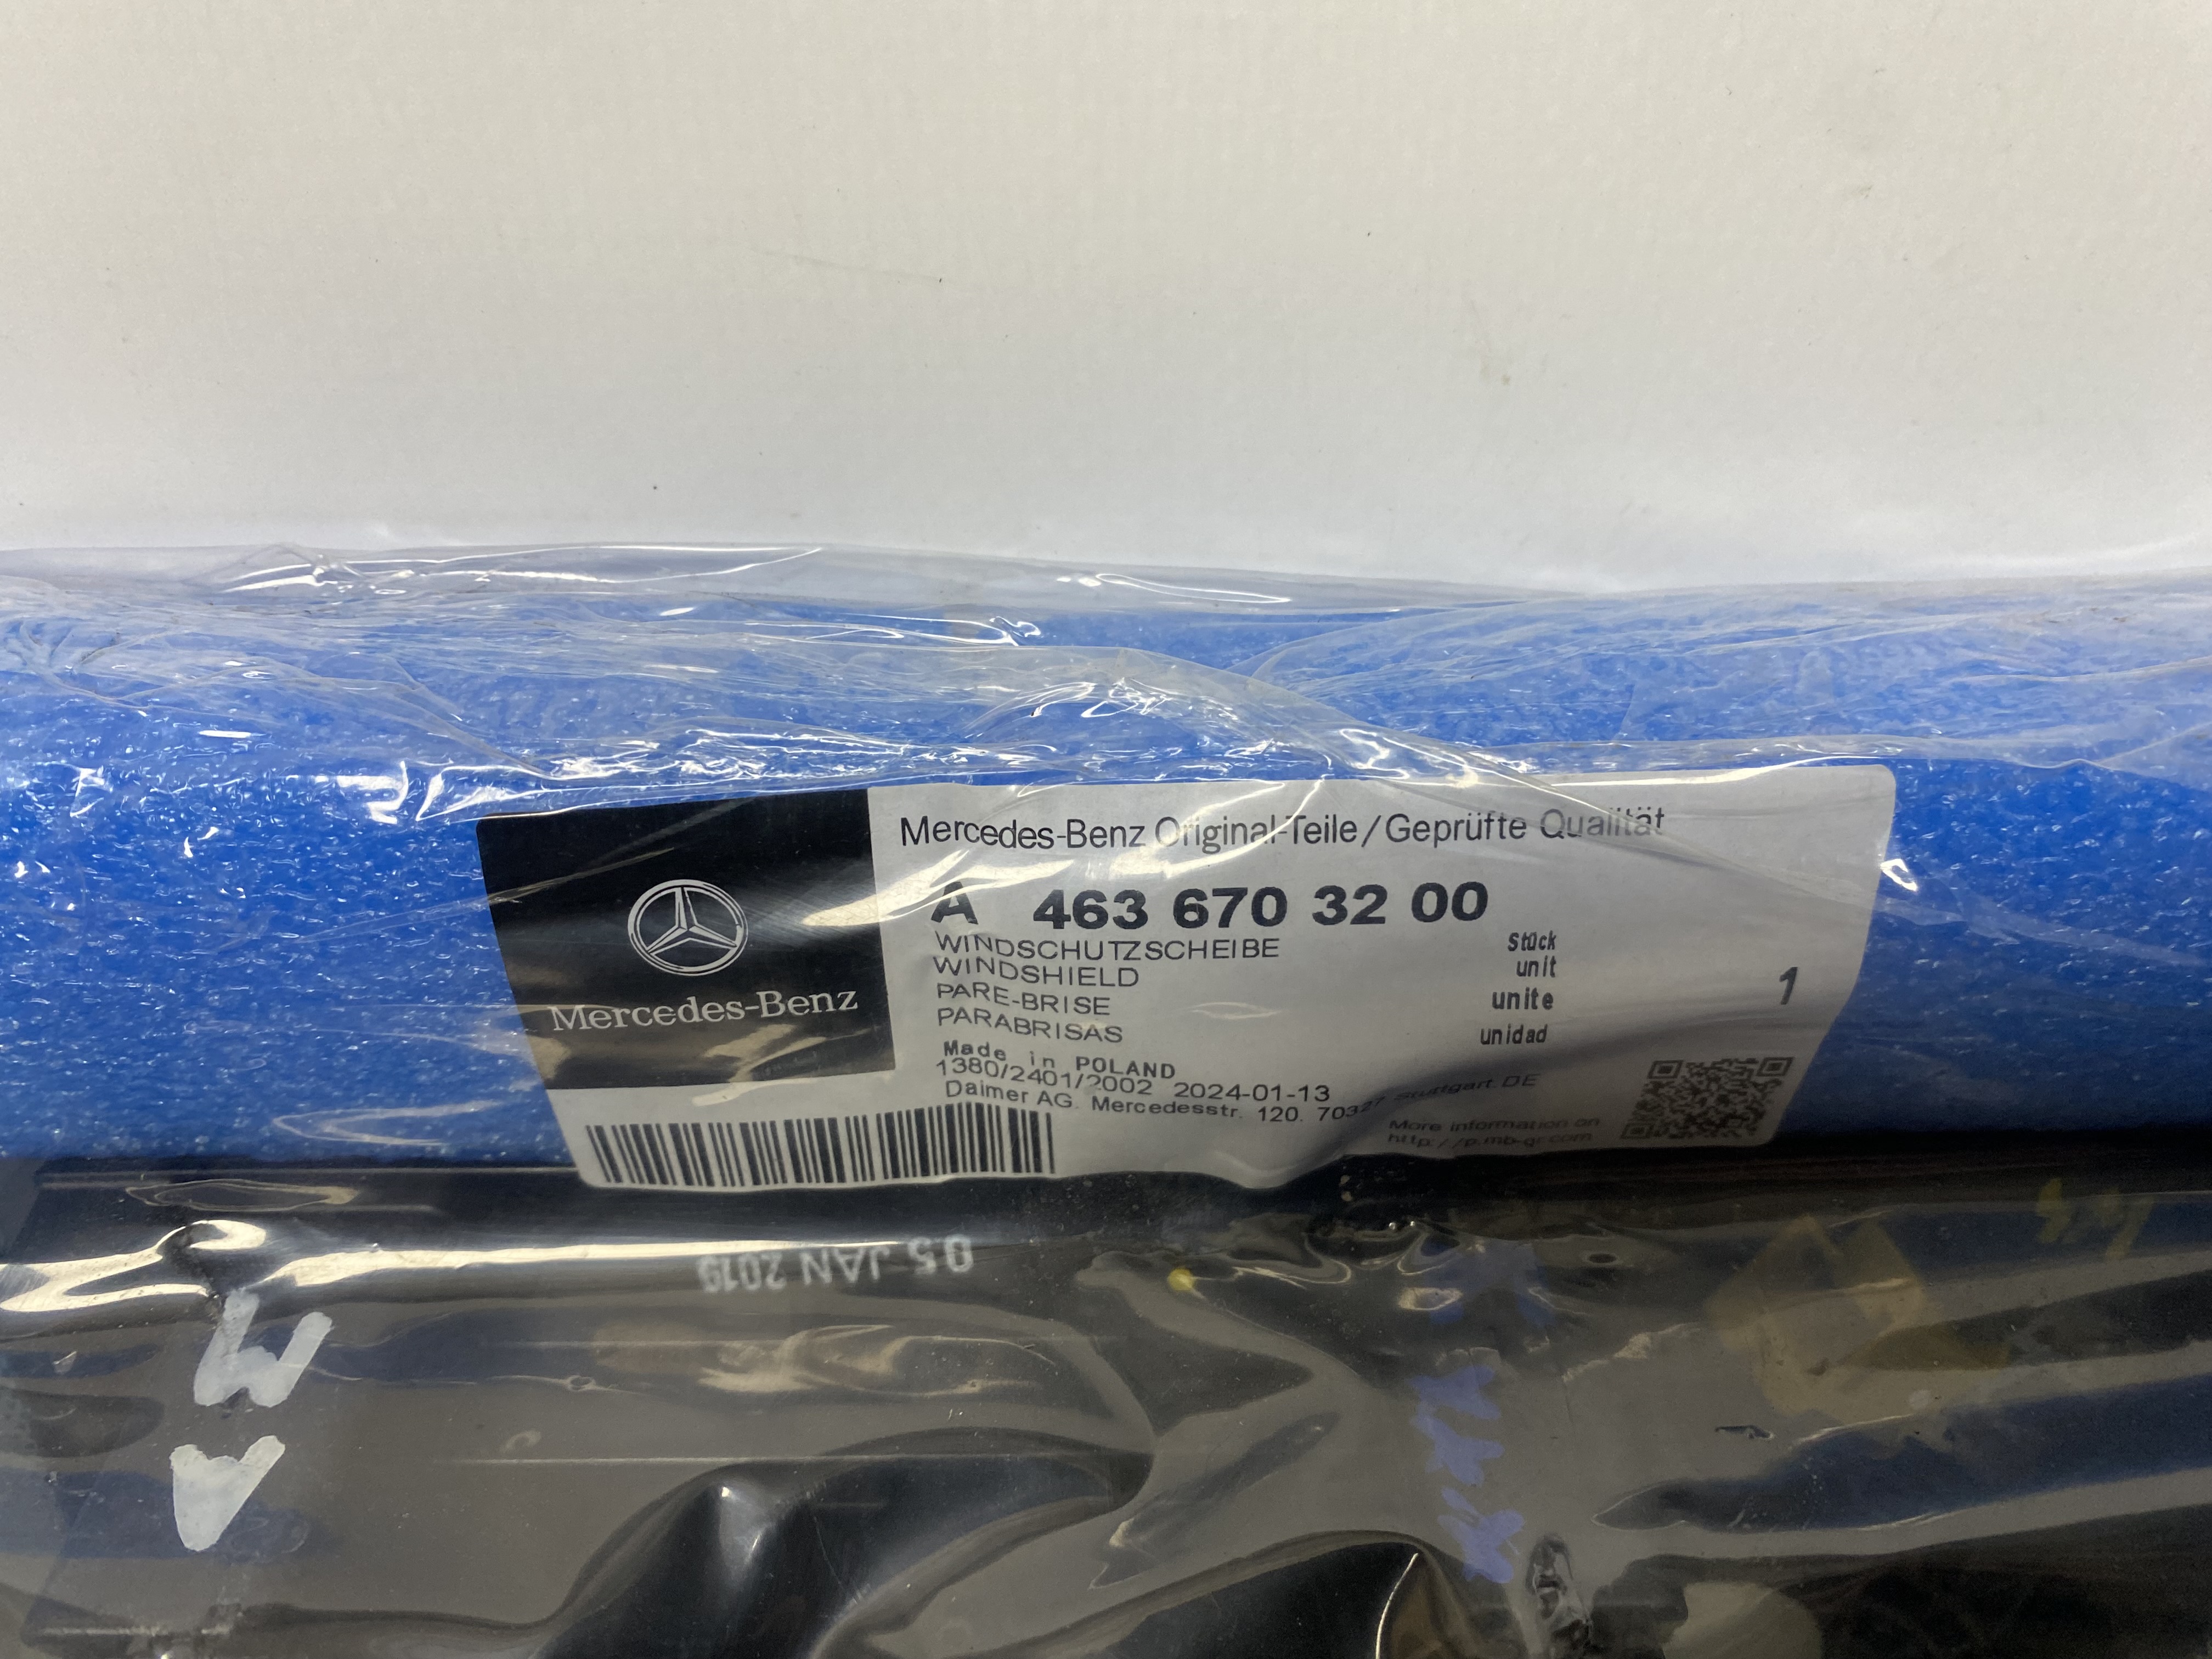 Mercedes-Benz Original-Teile/Geprüfte Qualität
A 463 670 32 00
WINDSCHUTZSCHEIBE
WINDSHIELD
PARE-BRISE
PARABRISAS
Stück
unit
unite
unidad
1
Mercedes-Benz
Made in POLAND
1380/2401/2002 2024-01-13
Daimer AG. Mercedesstr. 120. 70327 Stuttgart DE
More information on
http://p.mb-qr.com
05 JAN 2019